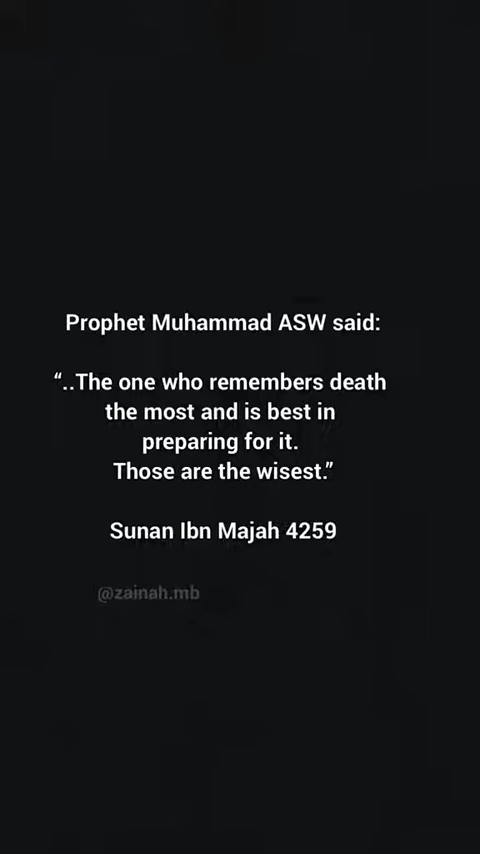 Prophet Muhammad ASW said:
“..The one who remembers death
the most and is best in
preparing for it.
Those are the wisest.”
Sunan Ibn Majah 4259
@zainah.mb